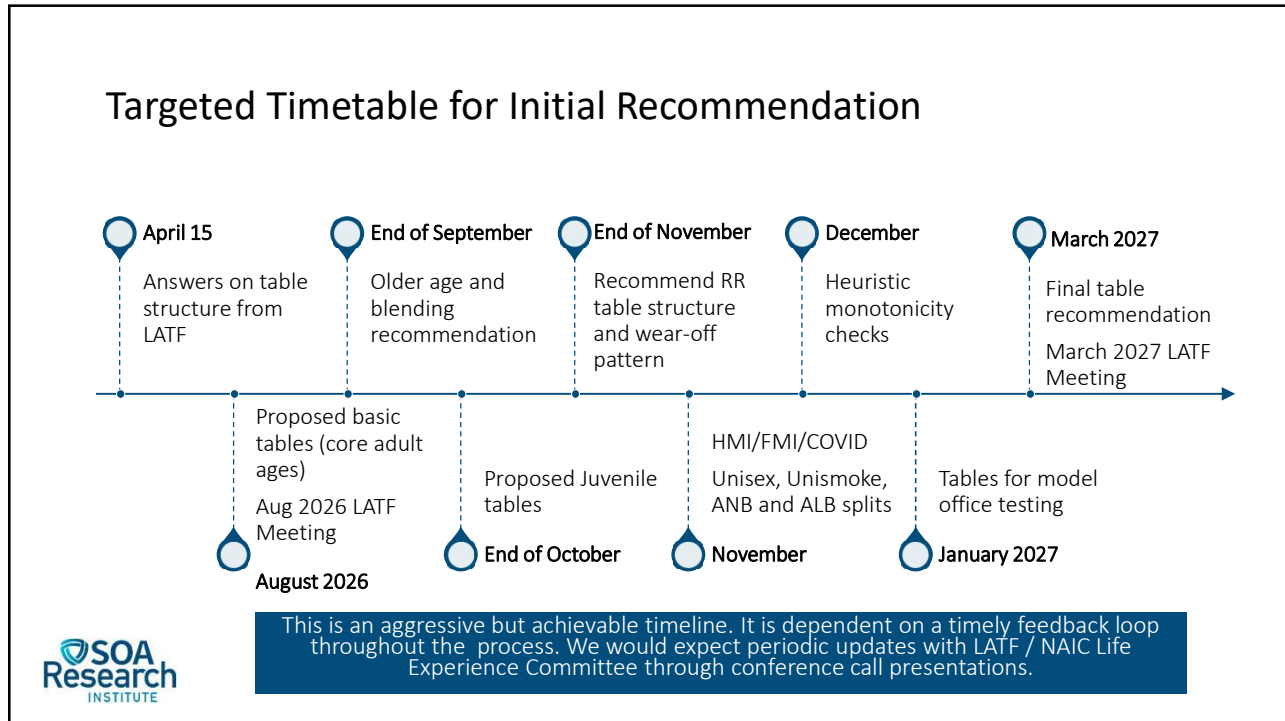 Targeted Timetable for Initial Recommendation
April 15
Answers on table
structure from
LATF
Proposed basic
tables (core adult
ages)
Aug 2026 LATF
Meeting
August 2026
End of September
Older age and
blending
recommendation
Proposed Juvenile
tables
End of October
End of November
Recommend RR
table structure
and wear-off
pattern
HMI/FMI/COVID
Unisex, Unismoke,
ANB and ALB splits
November
December
Heuristic
monotonicity
checks
Tables for model
office testing
January 2027
March 2027
Final table
recommendation
March 2027 LATF
Meeting
This is an aggressive but achievable timeline. It is dependent on a timely feedback loop
throughout the process. We would expect periodic updates with LATF / NAIC Life
Experience Committee through conference call presentations.
SOA
Research
INSTITUTE